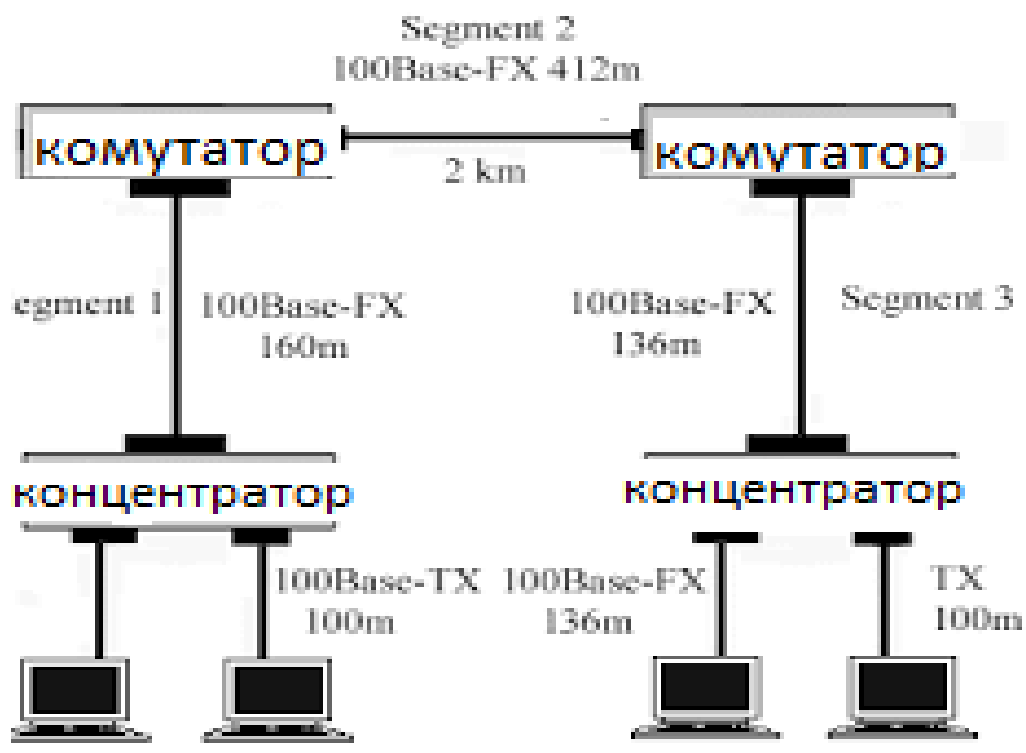 Segment 2
100Base-FX 412m
комутатор
2 km
комутатор
egment 1
100Base-FX
160m
100Base-FX
136m
Segment 3
концентратор
концентратор
100Base-TX
100m
100Base-FX
136m
TX
100m